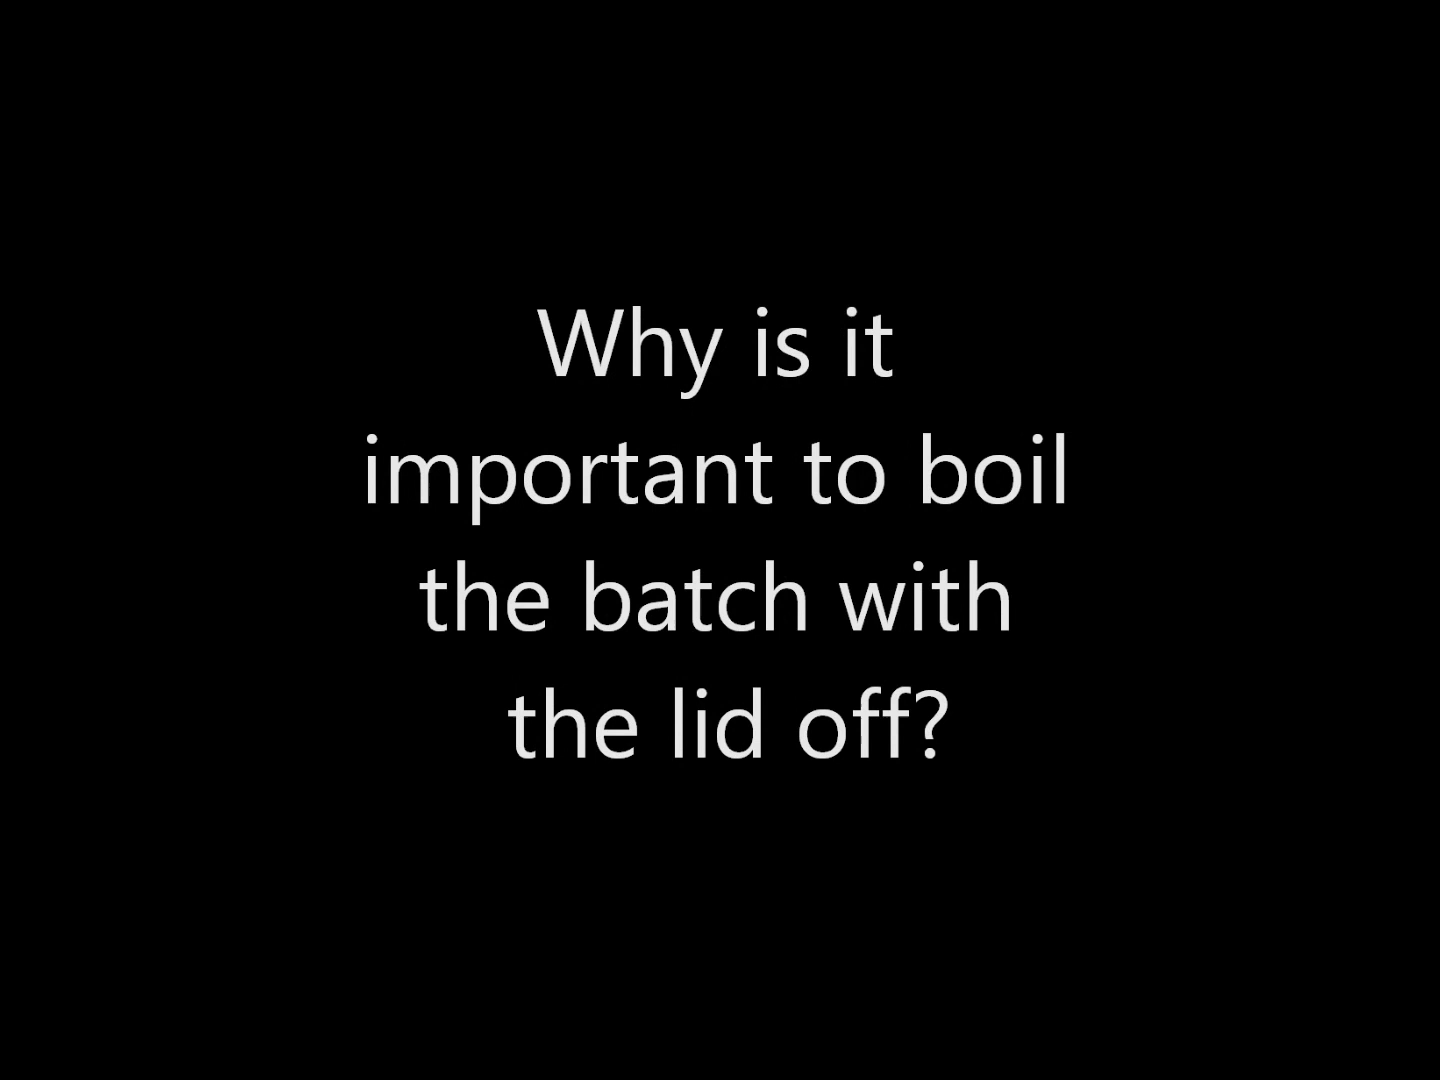 Why is it
important to boil
the batch with
the lid off?